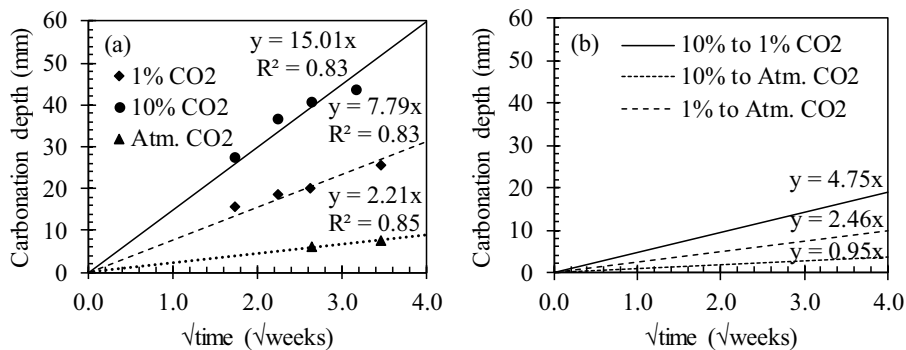 60
50
40
30
20
10
0
Carbonation depth (mm)
(a)
1% CO2
10% CO2
Atm. CO2
y = 15.01x
R² = 0.83
y = 7.79x
R² = 0.83
y = 2.21x
R² = 0.85
0.0 1.0 2.0 3.0 4.0
√time (√weeks)
60
50
40
30
20
10
0
Carbonation depth (mm)
(b)
10% to 1% CO2
10% to Atm. CO2
1% to Atm. CO2
y = 4.75x
y = 2.46x
y = 0.95x
0.0 1.0 2.0 3.0 4.0
√time (√weeks)